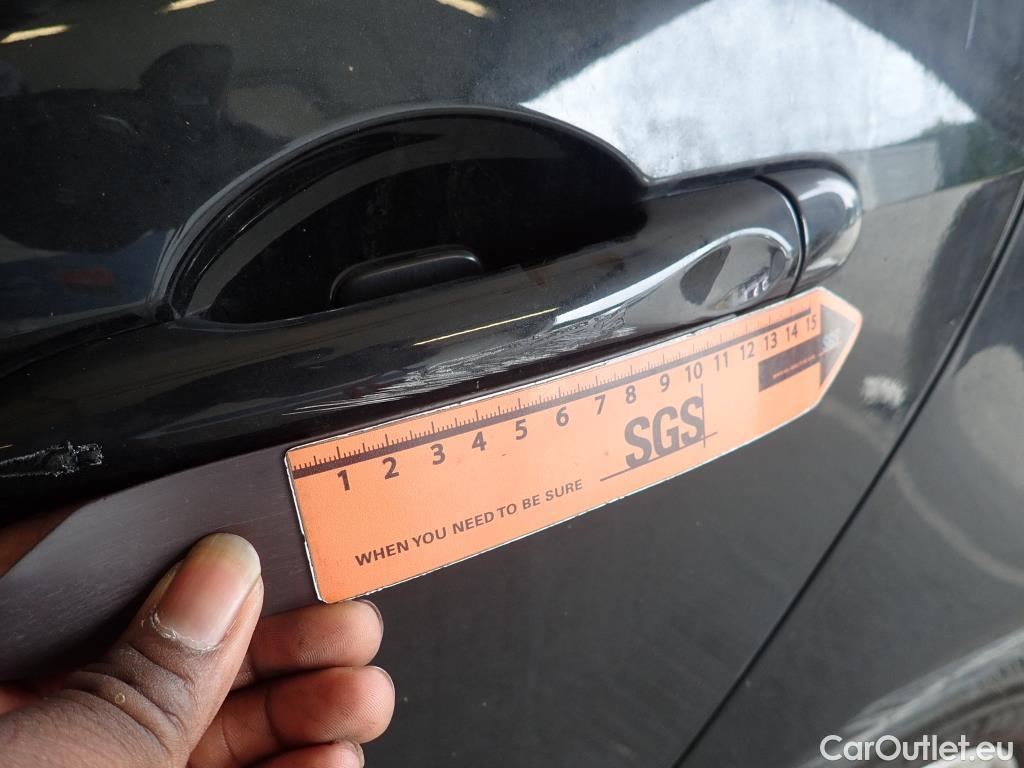 1 2 3 4 5 6 7 8 9 10 11 12 13 14 15
SGS
SGS
WHEN YOU NEED TO BE SURE
CarOutlet.eu